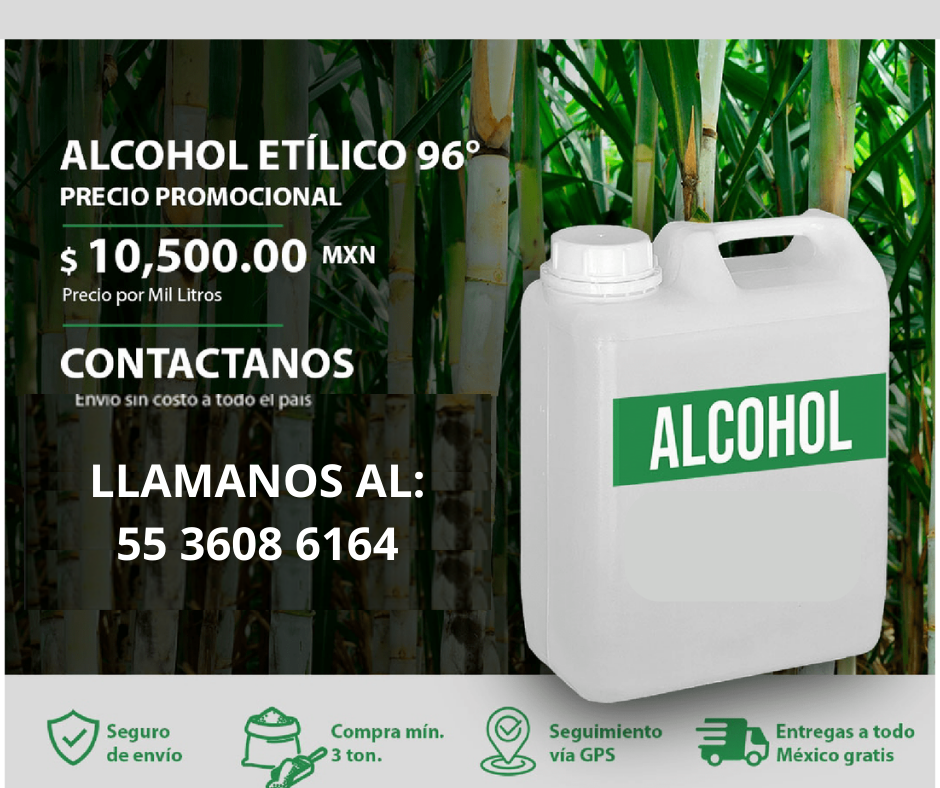 ALCOHOL ETÍLICO 96°
PRECIO PROMOCIONAL
$ 10,500.00 MXN
Precio por Mil Litros
CONTACTANOS
Envío sin costo a todo el país
LLAMANOS AL:
55 3608 6164
ALCOHOL
Seguro
de envío
Compra mín.
3 ton.
Seguimiento
vía GPS
Entregas a todo
México gratis